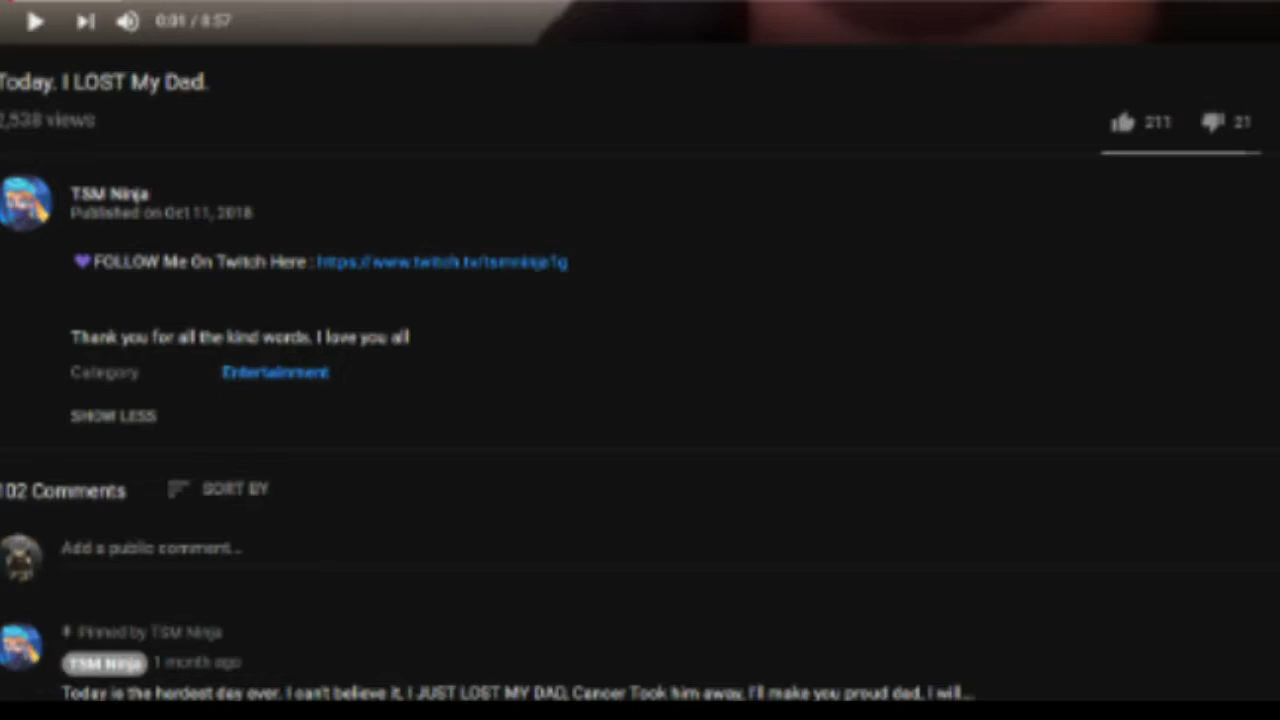 0:01 / 8:57
Today. I LOST My Dad.
2,538 views
211
21
TSM Ninja
Published on Oct 11, 2018
FOLLOW Me On Twitch Here : https://www.twitch.tv/tsmninja1g
Thank you for all the kind words. I love you all
Category
Entertainment
SHOW LESS
102 Comments
SORT BY
Add a public comment...
Pinned by TSM Ninja
TSM Ninja
1 month ago
Today is the hardest day ever. I can't believe it, I JUST LOST MY DAD, Cancer Took him away, I'll make you proud dad, I will...